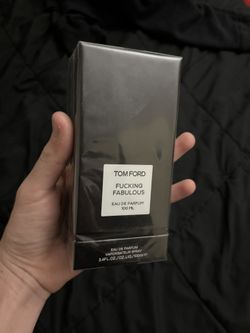 TOM FORD
FUCKING
FABULOUS
EAU DE PARFUM
100 ML
EAU DE PARFUM
VAPORISATEUR SPRAY